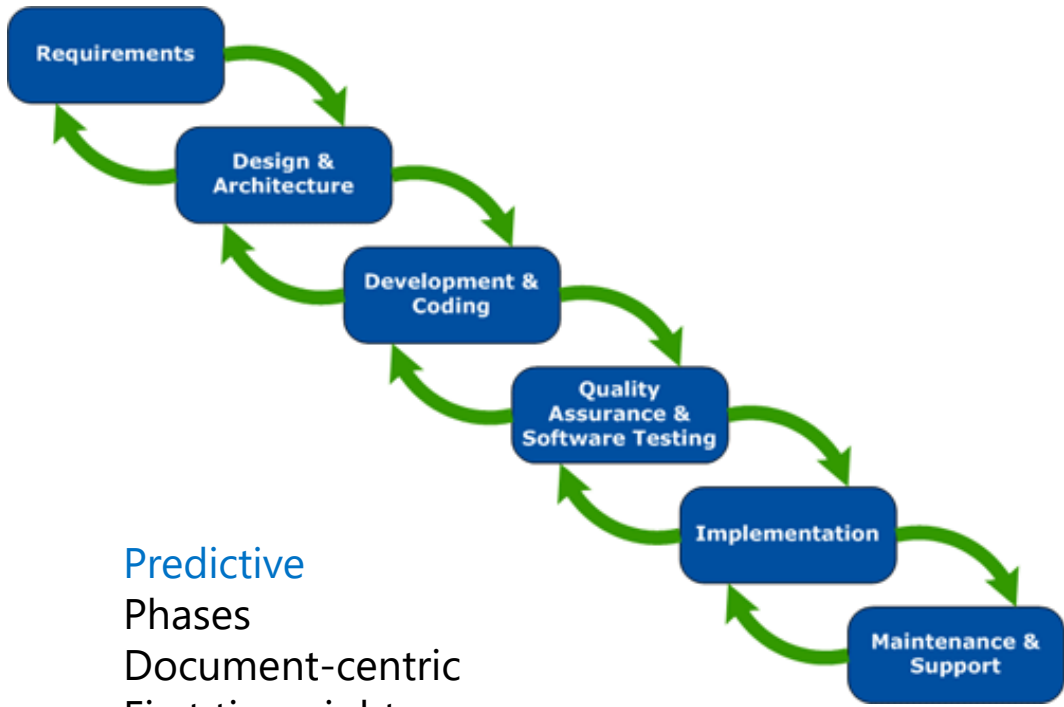 Requirements
Design &
Architecture
Development &
Coding
Quality
Assurance &
Software Testing
Implementation
Maintenance &
Support
Predictive
Phases
Document-centric